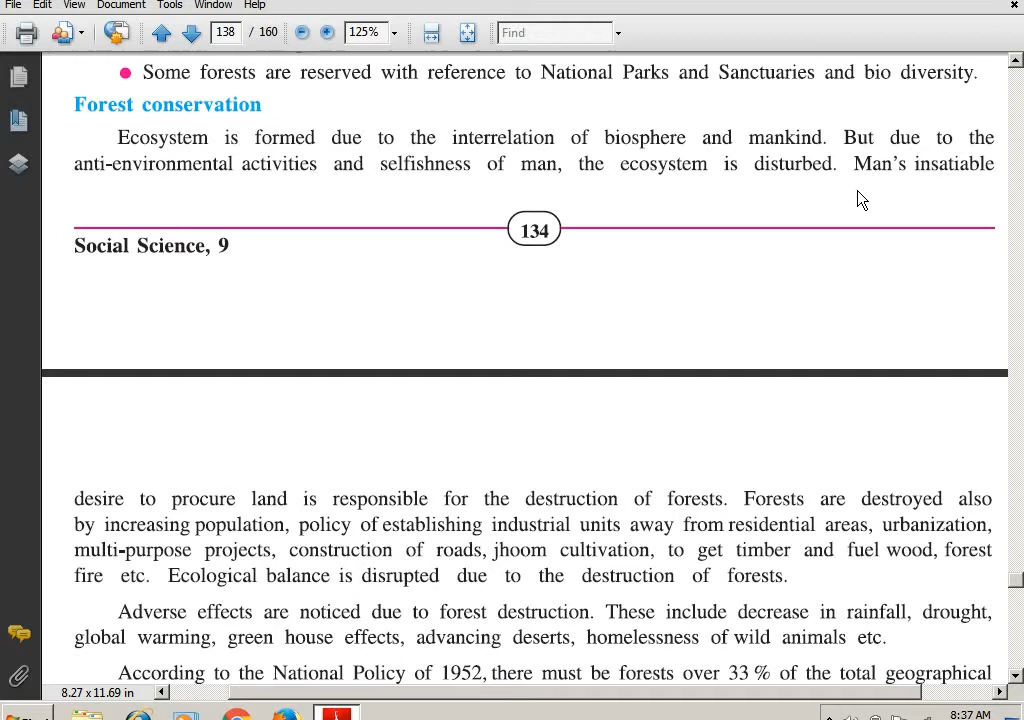 File Edit View Document Tools Window Help
138 / 160 125% Find
• Some forests are reserved with reference to National Parks and Sanctuaries and bio diversity.
Forest conservation
Ecosystem is formed due to the interrelation of biosphere and mankind. But due to the
anti-environmental activities and selfishness of man, the ecosystem is disturbed. Man's insatiable
134
Social Science, 9
desire to procure land is responsible for the destruction of forests. Forests are destroyed also
by increasing population, policy of establishing industrial units away from residential areas, urbanization,
multi-purpose projects, construction of roads, jhoom cultivation, to get timber and fuel wood, forest
fire etc. Ecological balance is disrupted due to the destruction of forests.
Adverse effects are noticed due to forest destruction. These include decrease in rainfall, drought,
global warming, green house effects, advancing deserts, homelessness of wild animals etc.
According to the National Policy of 1952, there must be forests over 33 % of the total geographical
8.27 x 11.69 in
8:37 AM